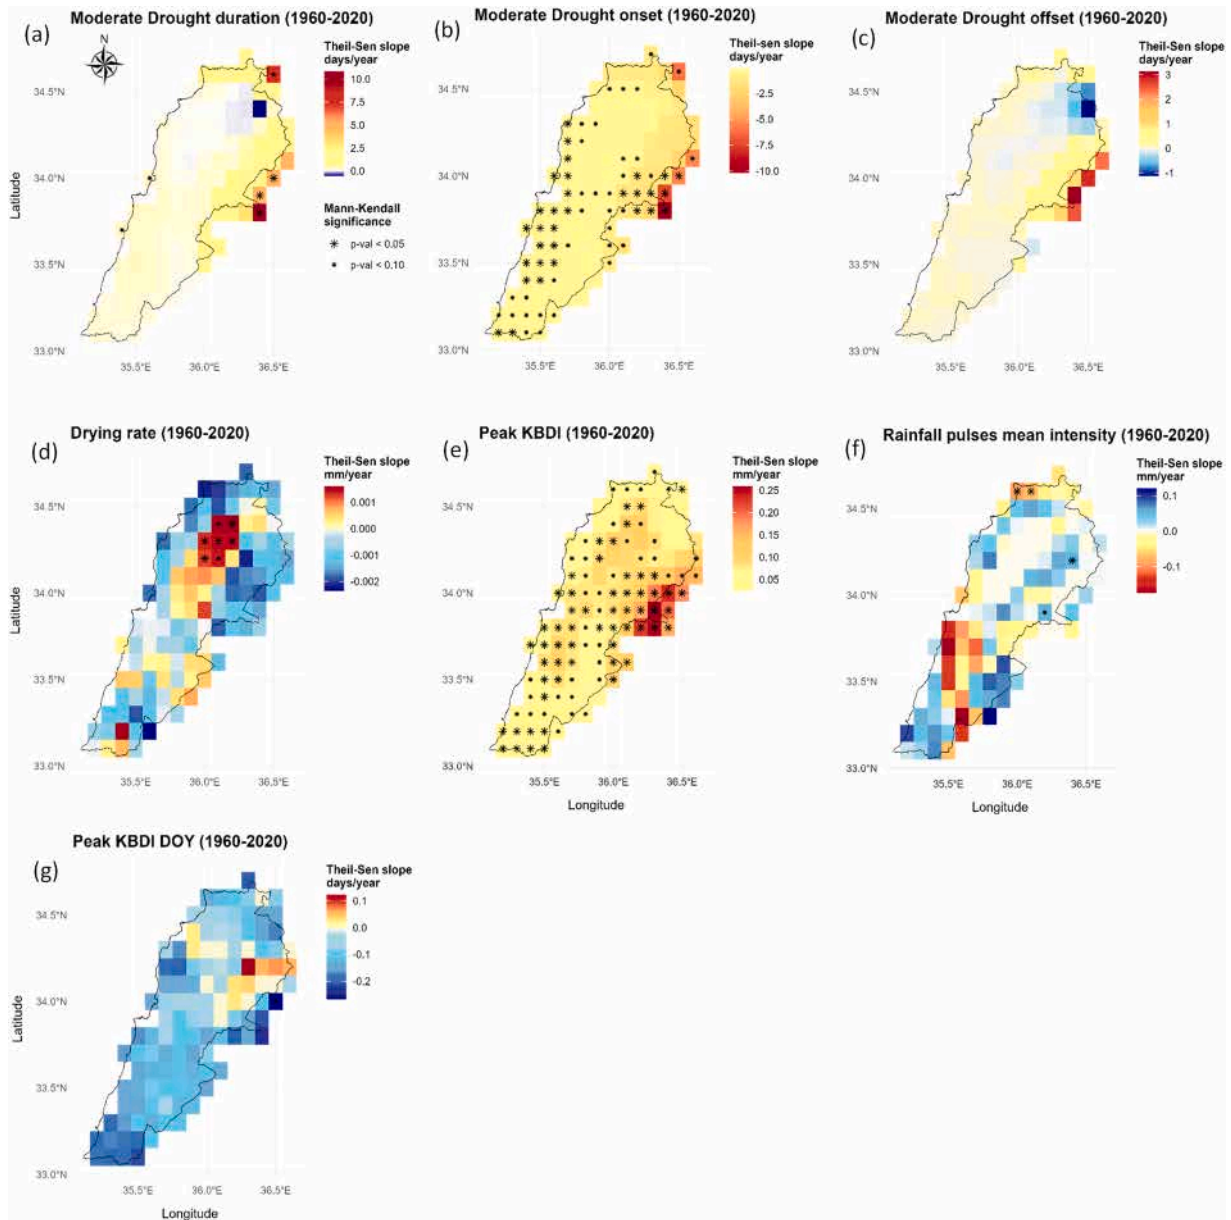 Moderate Drought duration (1960-2020)
(a)
N
Theil-Sen slope
days/year
10.0
7.5
5.0
2.5
0.0
Mann-Kendall
significance
* p-val < 0.05
• p-val < 0.10
34.5°N
34.0°N
33.5°N
33.0°N
Latitude
35.5°E 36.0°E 36.5°E
Moderate Drought onset (1960-2020)
(b)
Theil-sen slope
days/year
-2.5
-5.0
-7.5
-10.0
34.5°N
34.0°N
33.5°N
33.0°N
35.5°E 36.0°E 36.5°E
Moderate Drought offset (1960-2020)
(c)
Theil-Sen slope
days/year
3
2
1
0
-1
34.5°N
34.0°N
33.5°N
33.0°N
35.5°E 36.0°E 36.5°E
Drying rate (1960-2020)
(d)
Theil-Sen slope
mm/year
0.001
0.000
-0.001
-0.002
34.5°N
34.0°N
33.5°N
33.0°N
Latitude
35.5°E 36.0°E 36.5°E
Peak KBDI (1960-2020)
(e)
Theil-Sen slope
mm/year
0.25
0.20
0.15
0.10
0.05
34.5°N
34.0°N
33.5°N
33.0°N
35.5°E 36.0°E 36.5°E
Longitude
Rainfall pulses mean intensity (1960-2020)
(f)
Theil-Sen slope
mm/year
0.1
0.0
-0.1
34.5°N
34.0°N
33.5°N
33.0°N
35.5°E 36.0°E 36.5°E
Longitude
Peak KBDI DOY (1960-2020)
(g)
Theil-Sen slope
days/year
0.1
0.0
-0.1
-0.2
34.5°N
34.0°N
33.5°N
33.0°N
Latitude
35.5°E 36.0°E 36.5°E
Longitude